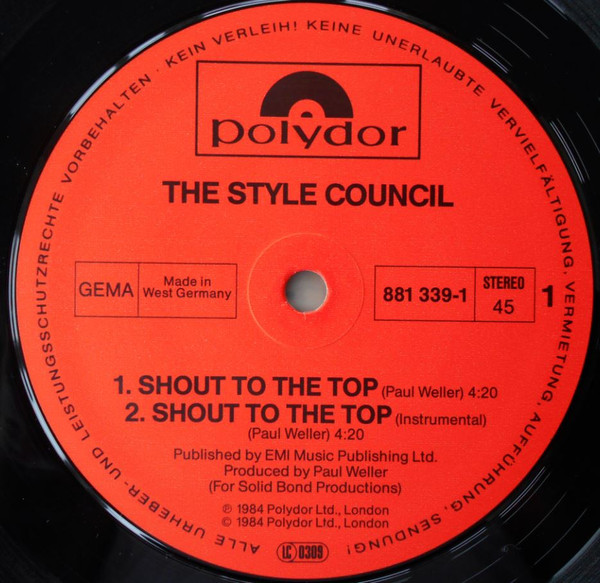 ALLE URHEBER- UND LEISTUNGSSCHUTZRECHTE VORBEHALTEN · KEIN VERLEIH! KEINE UNERLAUBTE VERVIELFÄLTIGUNG, VERMIETUNG, AUFFÜHRUNG, SENDUNG!
polydor
THE STYLE COUNCIL
GEMA
Made in
West Germany
881 339-1
STEREO
45
1
1. SHOUT TO THE TOP (Paul Weller) 4:20
2. SHOUT TO THE TOP (Instrumental)
(Paul Weller) 4:20
Published by EMI Music Publishing Ltd.
Produced by Paul Weller
(For Solid Bond Productions)
℗ 1984 Polydor Ltd., London
© 1984 Polydor Ltd., London
LC 0309